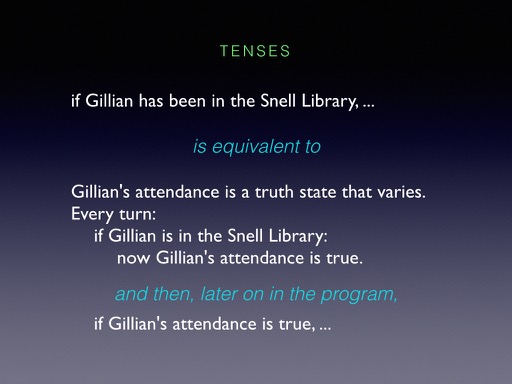 TENSES
if Gillian has been in the Snell Library, ...
is equivalent to
Gillian's attendance is a truth state that varies.
Every turn:
if Gillian is in the Snell Library:
now Gillian's attendance is true.
and then, later on in the program,
if Gillian's attendance is true, ...